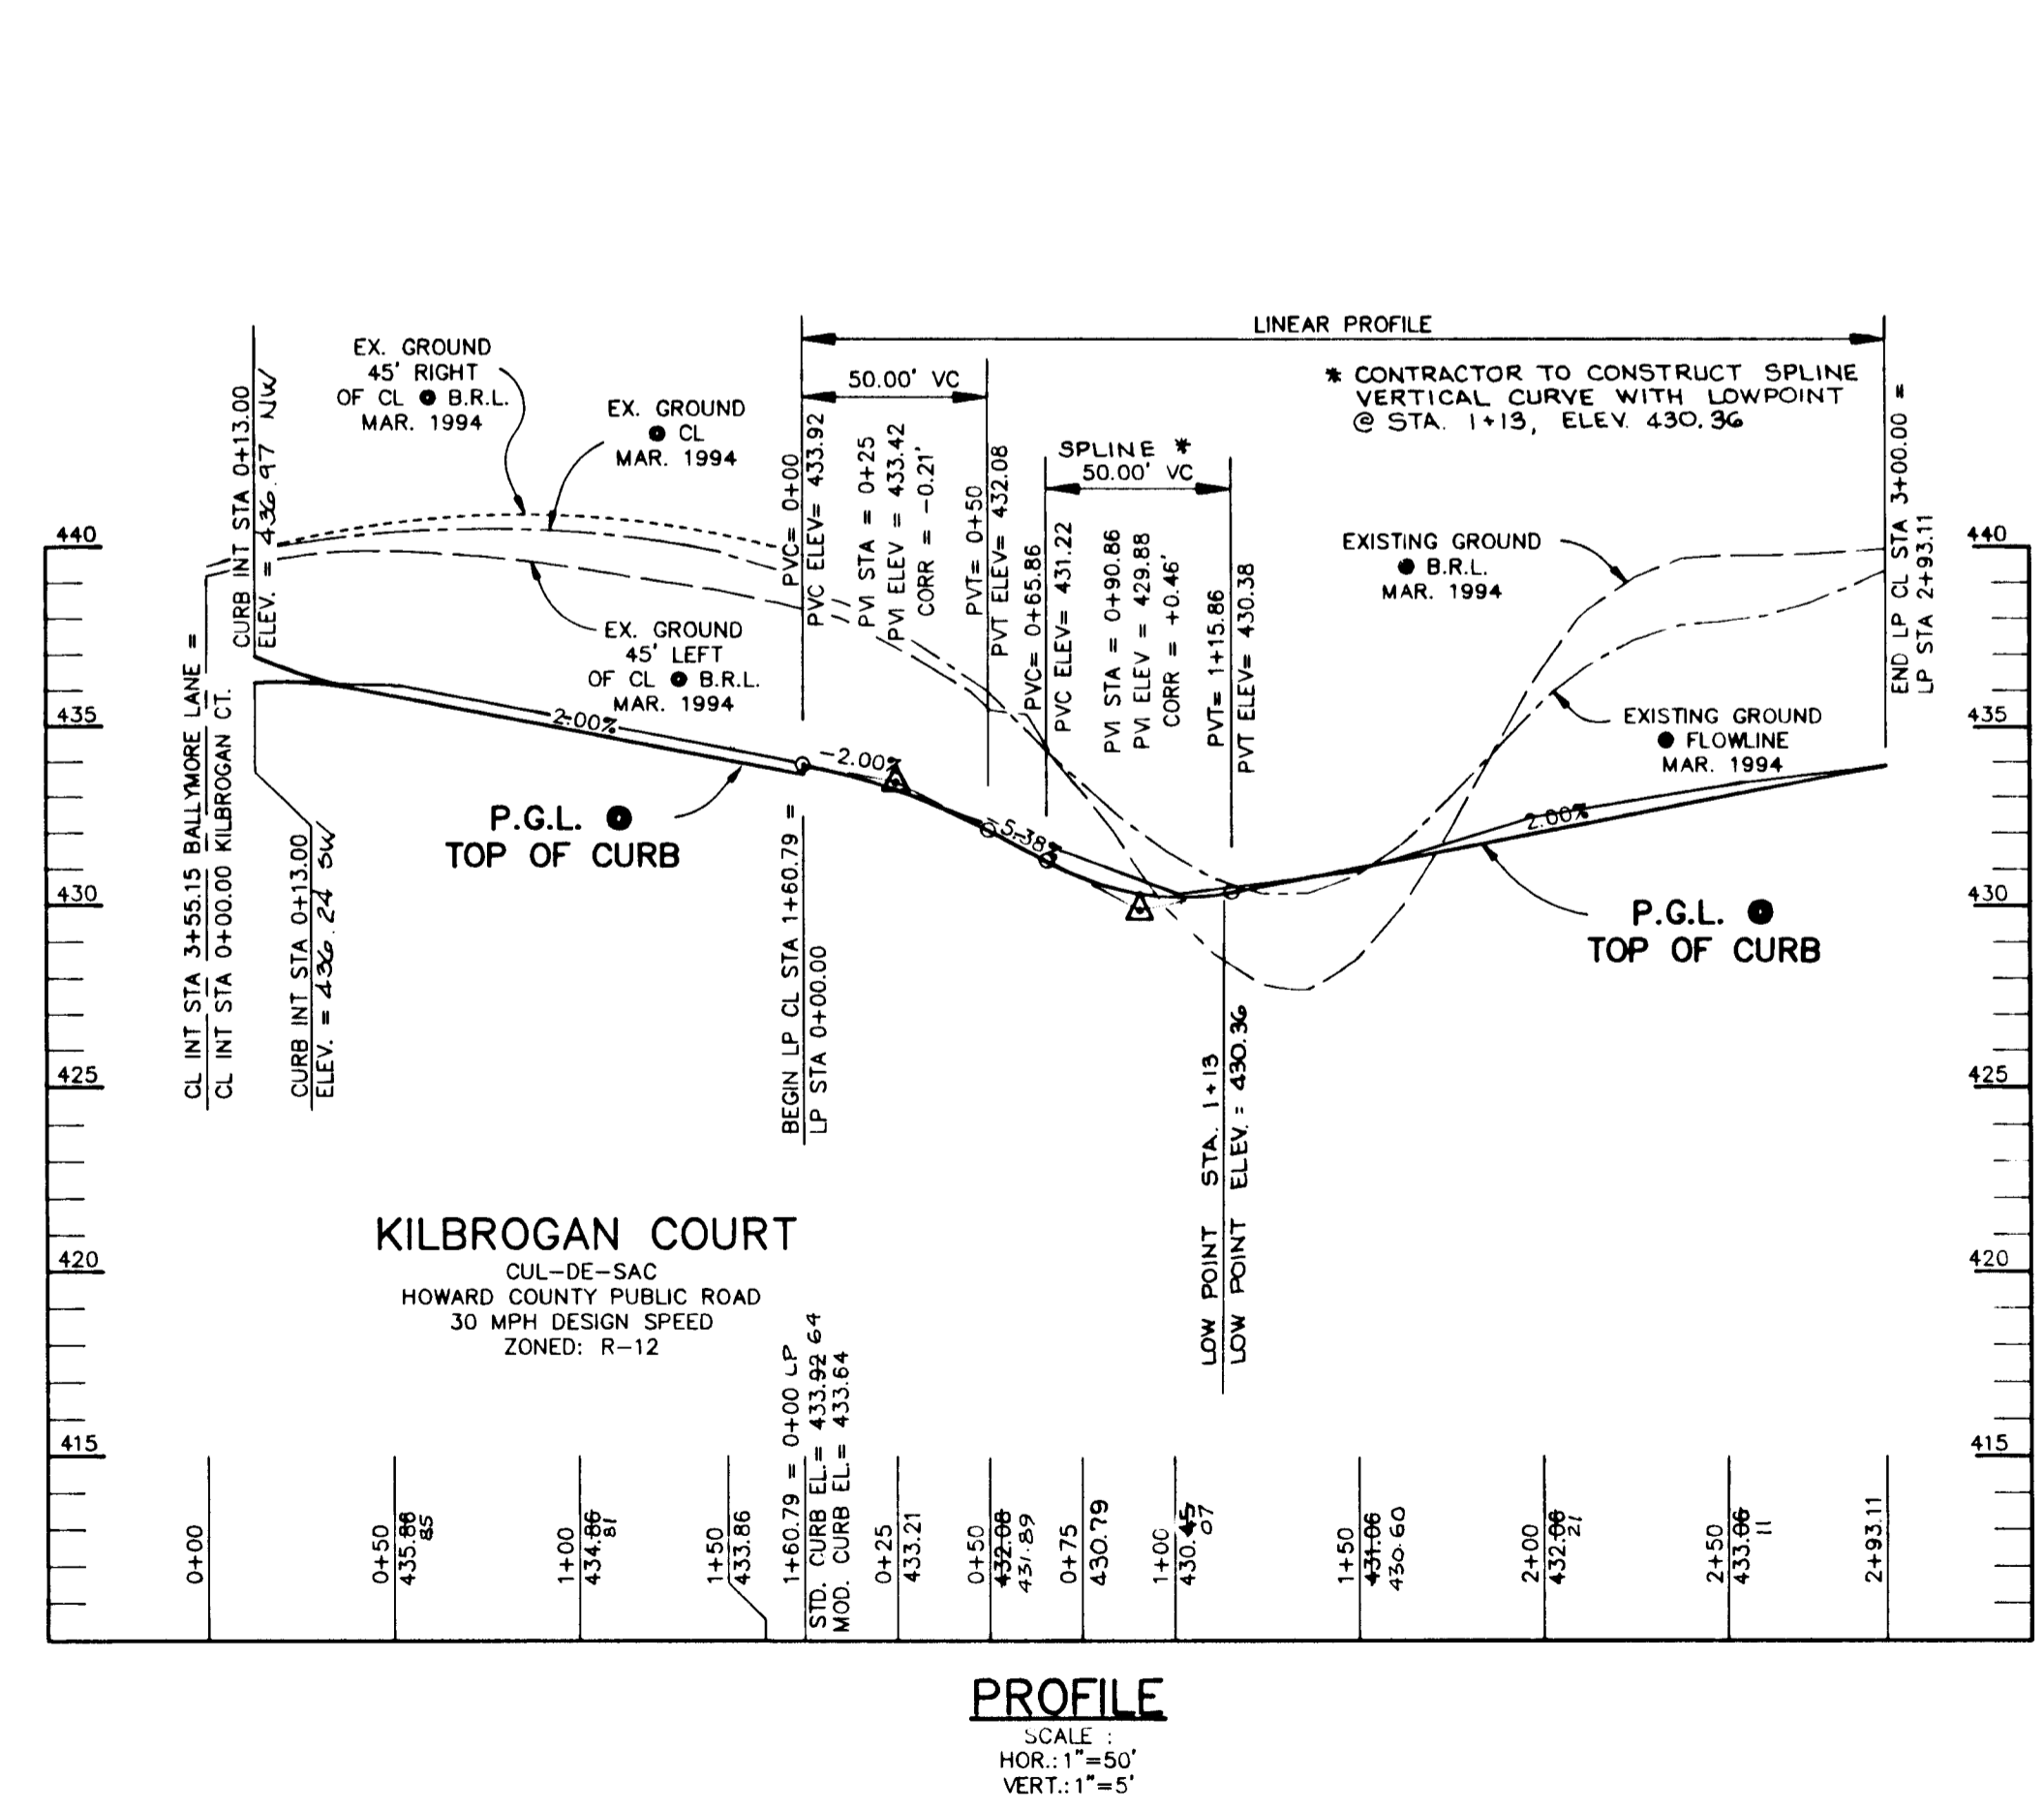 LINEAR PROFILE
EX. GROUND
45' RIGHT
OF CL @ B.R.L.
MAR. 1994
EX. GROUND
@ CL
MAR. 1994
50.00' VC
* CONTRACTOR TO CONSTRUCT SPLINE
VERTICAL CURVE WITH LOWPOINT
@ STA. 1+13, ELEV. 430.36
SPLINE *
50.00' VC
CURB INT STA 0+13.00
ELEV. = 436.97 NW
PVC= 0+00
PVC ELEV= 433.92
PVI STA = 0+25
PVI ELEV = 433.42
CORR = -0.21'
PVT= 0+50
PVT ELEV= 432.08
PVC= 0+65.86
PVC ELEV= 431.22
PVI STA = 0+90.86
PVI ELEV = 429.88
CORR = +0.46'
PVT= 1+15.86
PVT ELEV= 430.38
END LP CL STA 3+00.00 =
LP STA 2+93.11
EXISTING GROUND
@ B.R.L.
MAR. 1994
EX. GROUND
45' LEFT
OF CL @ B.R.L.
MAR. 1994
EXISTING GROUND
@ FLOWLINE
MAR. 1994
440
435
430
425
420
415
440
435
430
425
420
415
2.00%
-2.00%
-5.38%
2.00%
P.G.L. @
TOP OF CURB
P.G.L. @
TOP OF CURB
CL INT STA 3+55.15 BALLYMORE LANE =
CL INT STA 0+00.00 KILBROGAN CT.
CURB INT STA 0+13.00
ELEV. = 436.24 SW
BEGIN LP CL STA 1+60.79 =
LP STA 0+00.00
LOW POINT STA. 1+13
LOW POINT ELEV. = 430.36
KILBROGAN COURT
CUL-DE-SAC
HOWARD COUNTY PUBLIC ROAD
30 MPH DESIGN SPEED
ZONED: R-12
0+00
0+50
435.88
85
1+00
434.86
81
1+50
433.86
1+60.79 = 0+00 LP
STD. CURB EL.= 433.92 64
MOD. CURB EL.= 433.64
0+25
433.21
0+50
432.08
431.89
0+75
430.79
1+00
430.45
07
1+50
431.06
430.60
2+00
432.06
21
2+50
433.06
11
2+93.11
PROFILE
SCALE :
HOR.: 1"=50'
VERT.: 1"=5'